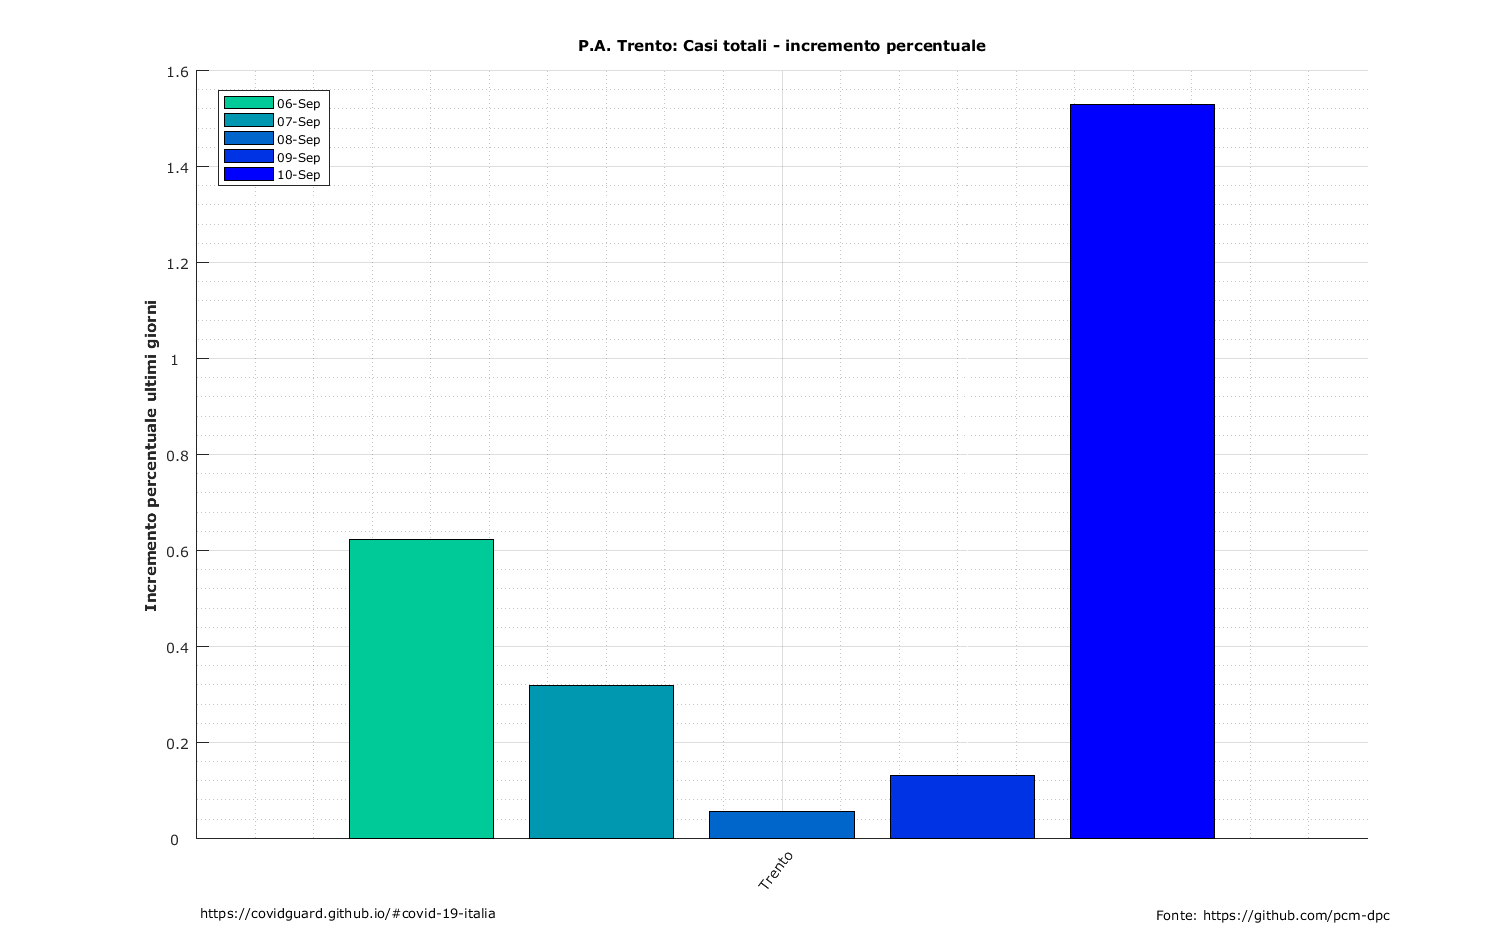 P.A. Trento: Casi totali - incremento percentuale
1.6
1.4
1.2
1
0.8
0.6
0.4
0.2
0
Incremento percentuale ultimi giorni
06-Sep
07-Sep
08-Sep
09-Sep
10-Sep
Trento
https://covidguard.github.io/#covid-19-italia
Fonte: https://github.com/pcm-dpc